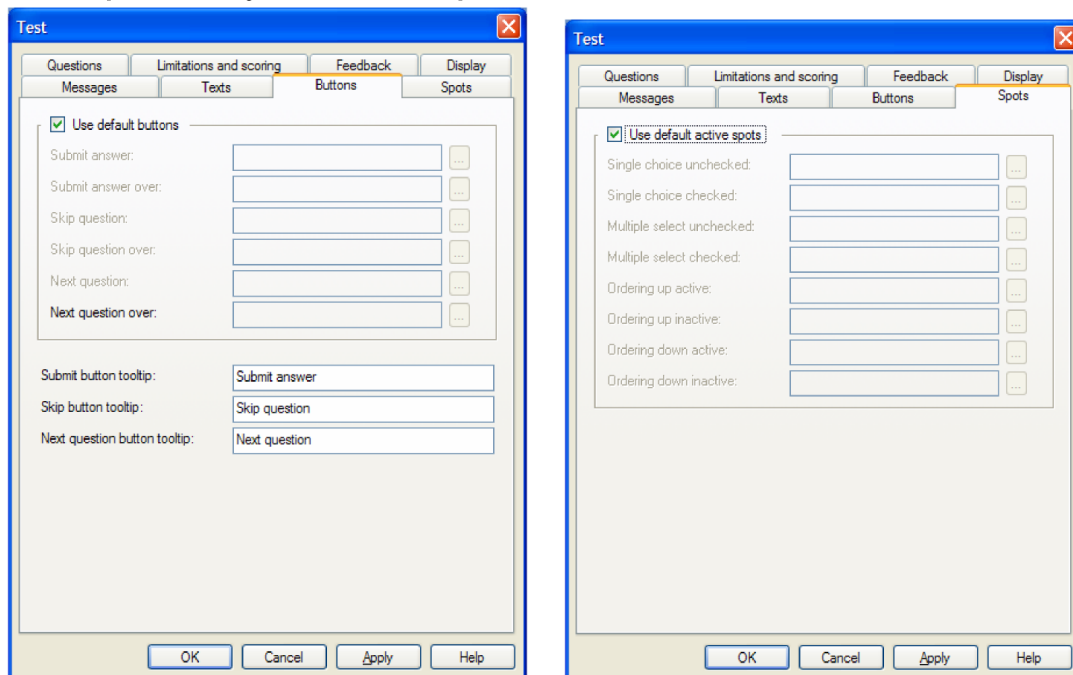 Test
Questions Limitations and scoring Feedback Display
Messages Texts Buttons Spots
Use default buttons
Submit answer: ...
Submit answer over: ...
Skip question: ...
Skip question over: ...
Next question: ...
Next question over: ...
Submit button tooltip: Submit answer
Skip button tooltip: Skip question
Next question button tooltip: Next question
OK Cancel Apply Help
Test
Questions Limitations and scoring Feedback Display
Messages Texts Buttons Spots
Use default active spots
Single choice unchecked: ...
Single choice checked: ...
Multiple select unchecked: ...
Multiple select checked: ...
Ordering up active: ...
Ordering up inactive: ...
Ordering down active: ...
Ordering down inactive: ...
OK Cancel Apply Help